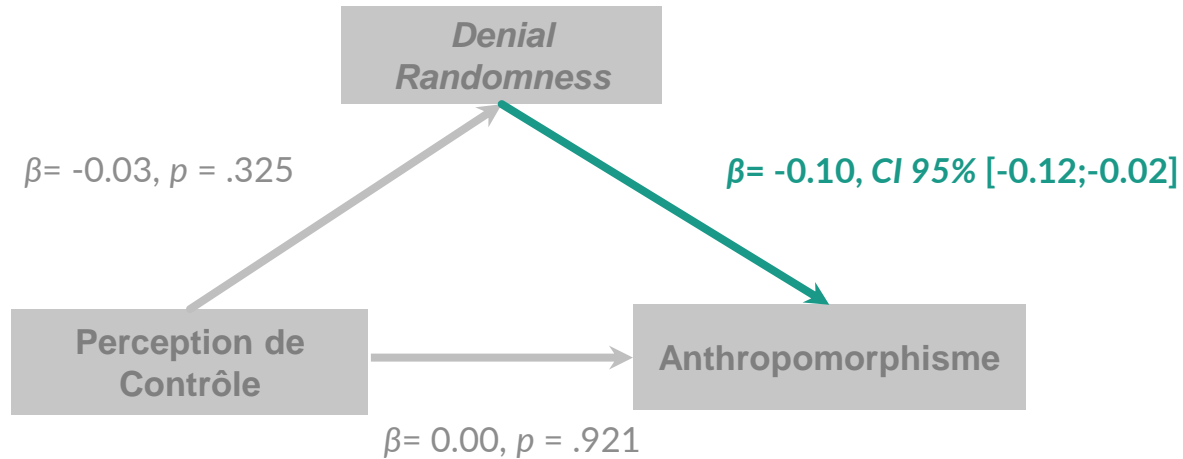 Denial
Randomness
β= -0.03, p = .325
β= -0.10, CI 95% [-0.12;-0.02]
Perception de
Contrôle
Anthropomorphisme
β= 0.00, p = .921